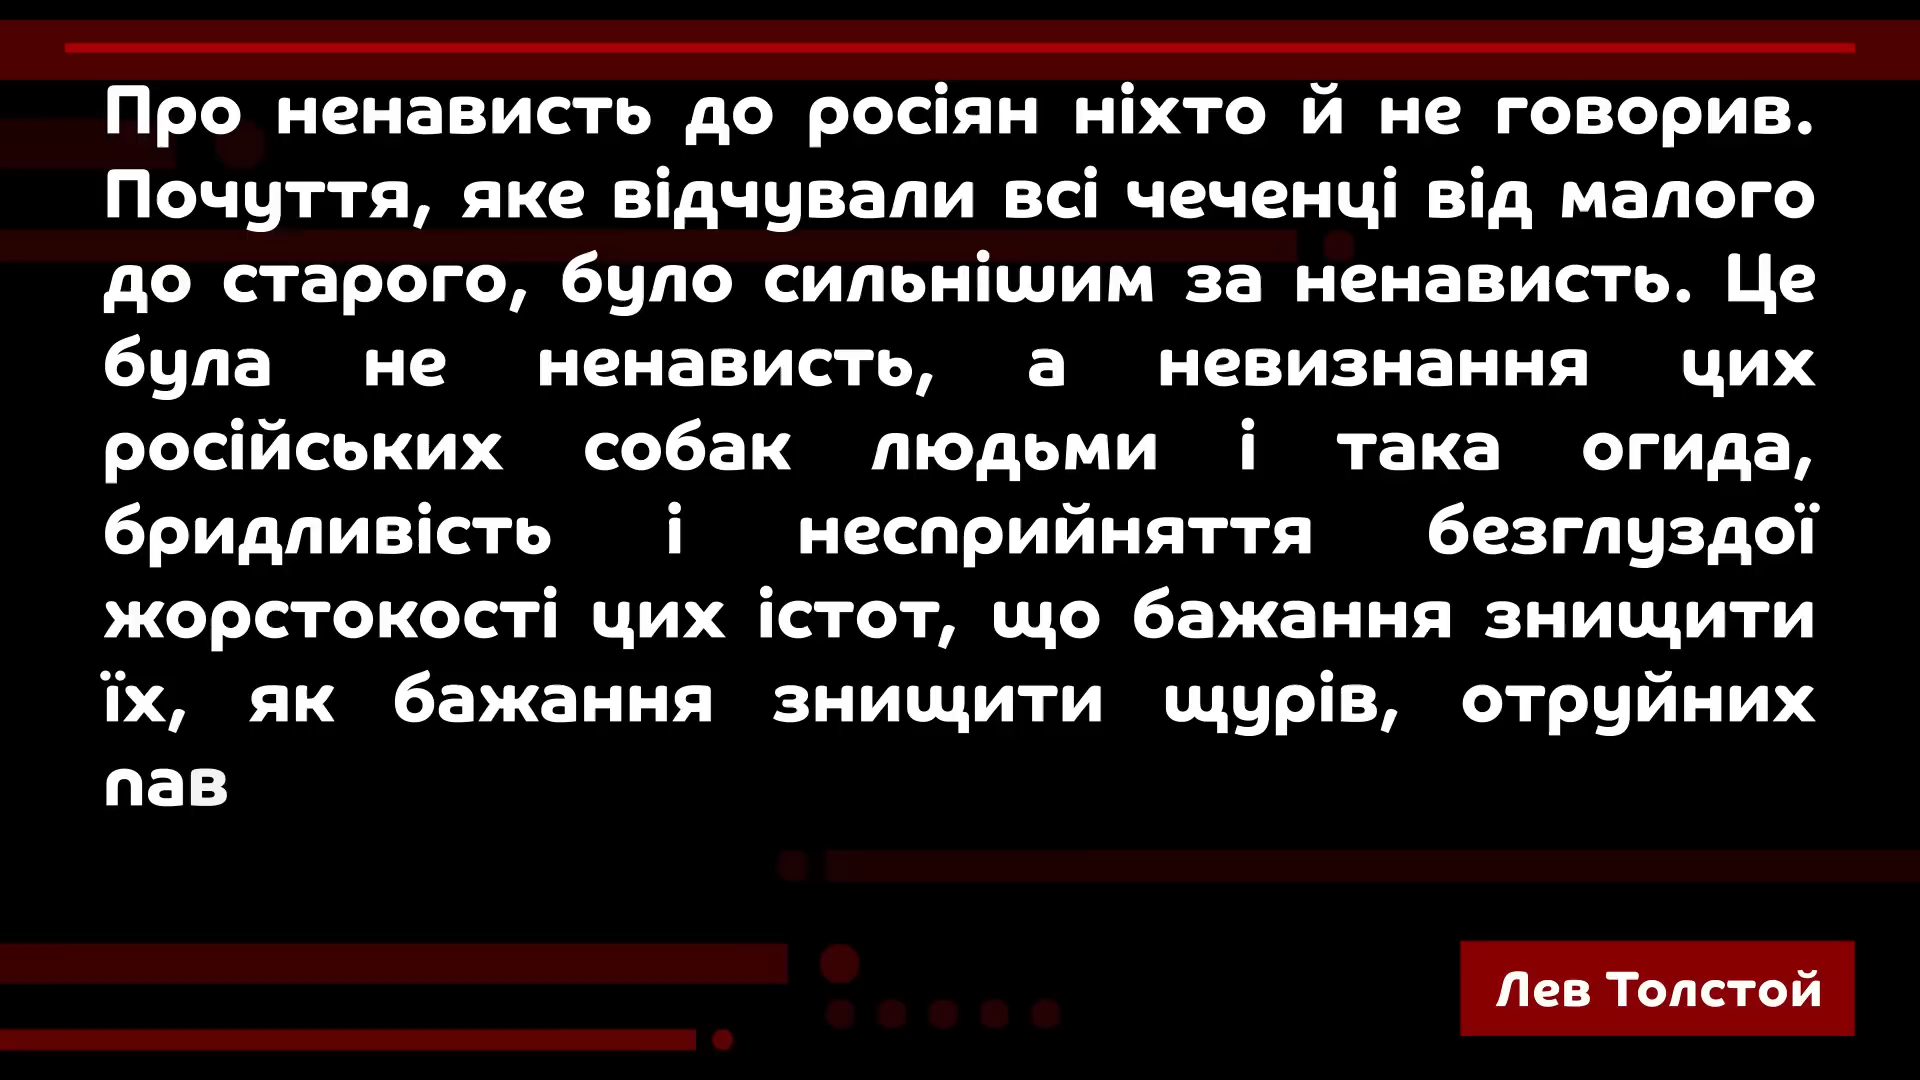 Про ненависть до росіян ніхто й не говорив.
Почуття, яке відчували всі чеченці від малого
до старого, було сильнішим за ненависть. Це
була не ненависть, а невизнання цих
російських собак людьми і така огида,
бридливість і несприйняття безглуздої
жорстокості цих істот, що бажання знищити
їх, як бажання знищити щурів, отруйних
пав
Лев Толстой